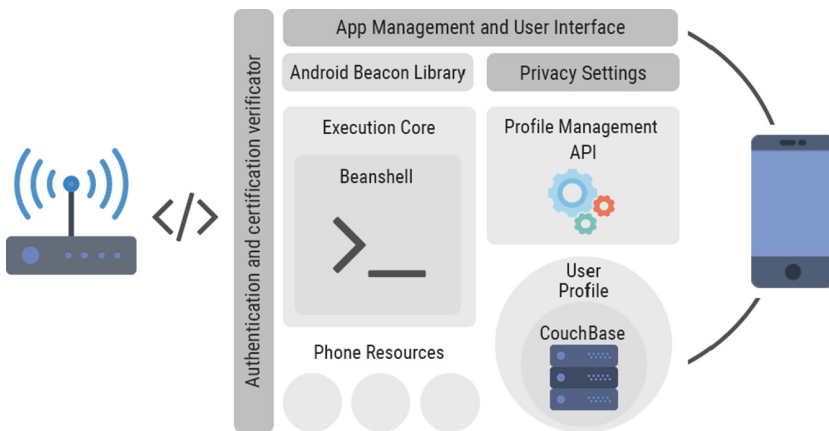 Authentication and certification verificator
App Management and User Interface
Android Beacon Library
Privacy Settings
Execution Core
Beanshell
Profile Management
API
User
Profile
CouchBase
Phone Resources